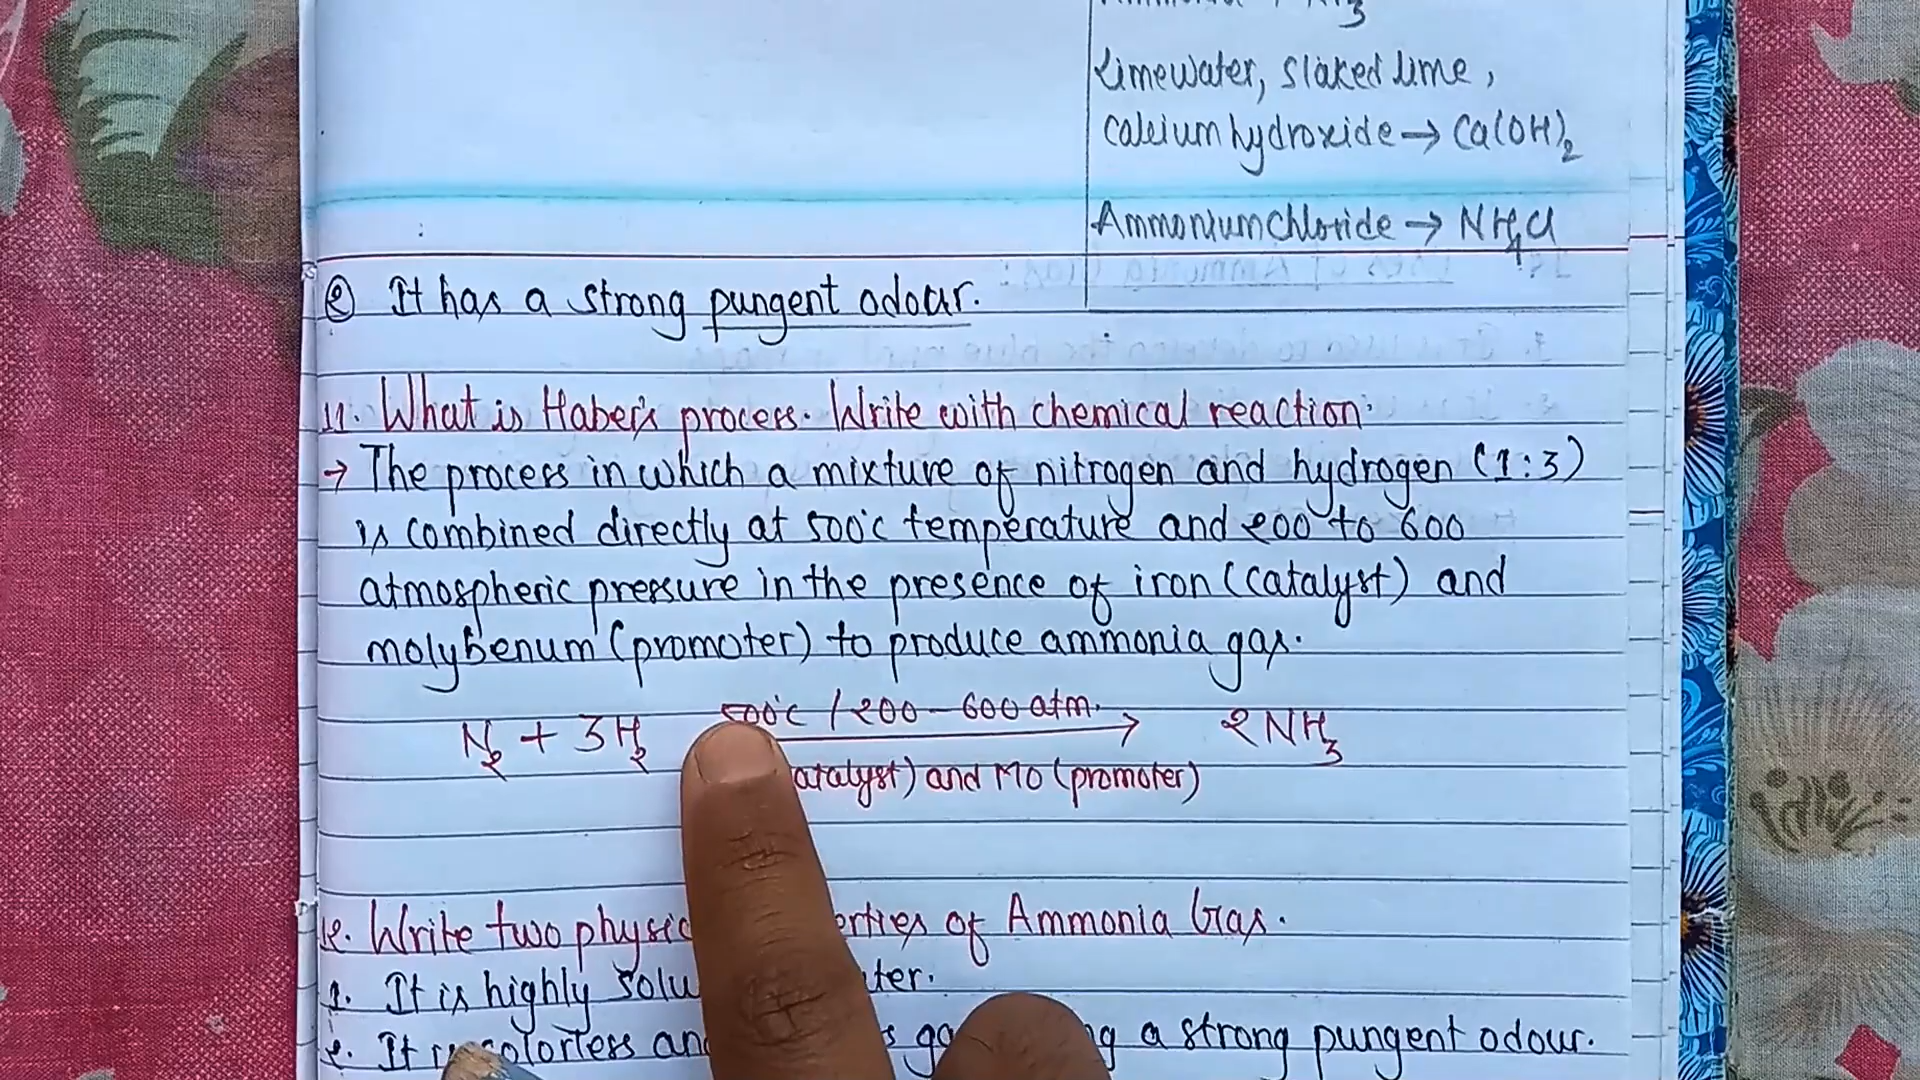 Limewater, slaked lime,
calcium hydroxide → Ca(OH)2
Ammonium chloride → NH4Cl
② It has a strong pungent odour.
11. What is Haber's process. Write with chemical reaction.
→ The process in which a mixture of nitrogen and hydrogen (1:3)
is combined directly at 500°C temperature and 200 to 600
atmospheric pressure in the presence of iron (catalyst) and
molybenum (promoter) to produce ammonia gas.
500°C / 200 – 600 atm.
N2 + 3H2 → 2NH3
atalyst) and Mo (promoter)
12. Write two physic orties of Ammonia Gas.
1. It is highly solu ter.
2. It is colorless an s ga g a strong pungent odour.